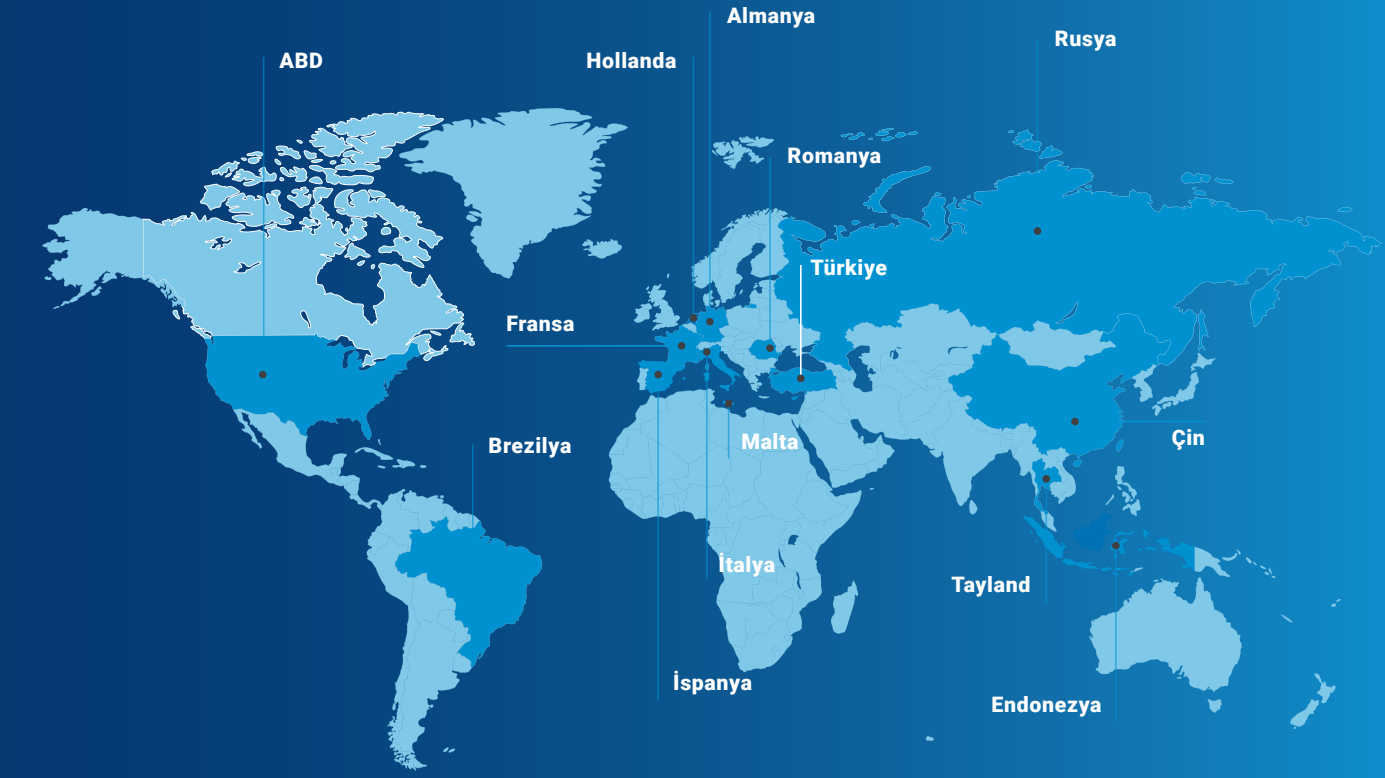 Almanya
Rusya
ABD
Hollanda
Romanya
Türkiye
Fransa
Brezilya
Malta
Çin
İtalya
Tayland
İspanya
Endonezya